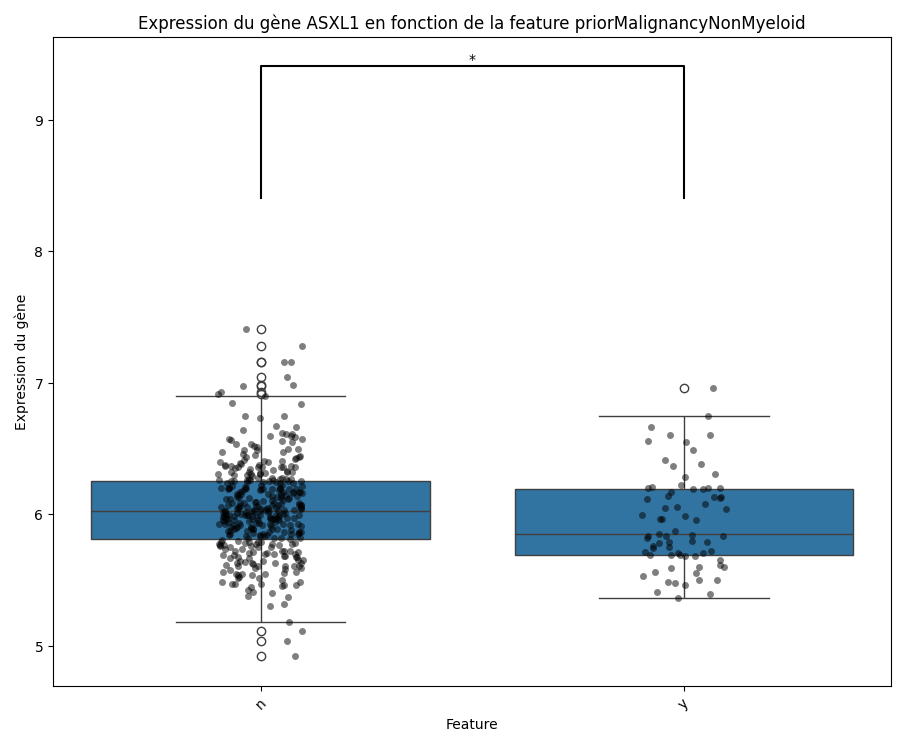 Expression du gène ASXL1 en fonction de la feature priorMalignancyNonMyeloid
*
9
8
7
6
5
Expression du gène
n
y
Feature